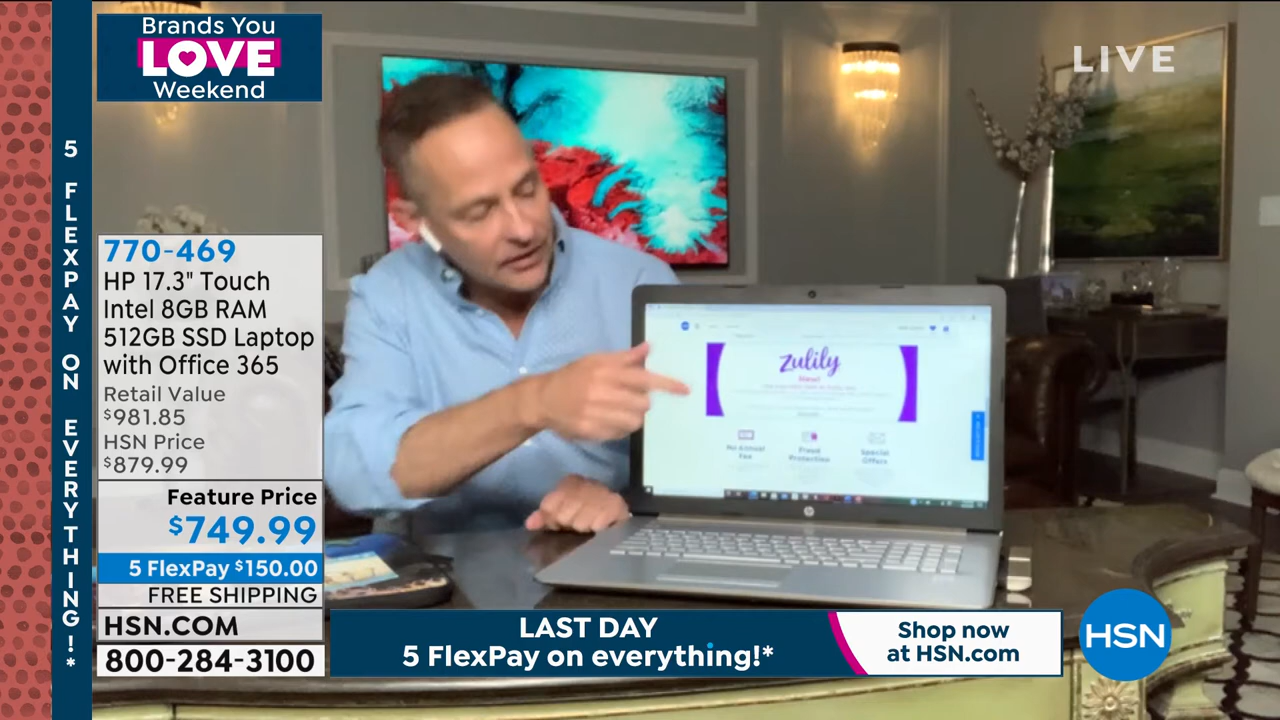 Brands You
LOVE
Weekend
LIVE
5 FLEXPAY ON EVERYTHING!*
770-469
HP 17.3" Touch
Intel 8GB RAM
512GB SSD Laptop
with Office 365
Retail Value
$981.85
HSN Price
$879.99
Feature Price
$749.99
5 FlexPay $150.00
FREE SHIPPING
HSN.COM
800-284-3100
zulily
New!
No Annual
Fee
Fraud
Protection
Special
Offers
hp
LAST DAY
5 FlexPay on everything!*
Shop now
at HSN.com
HSN